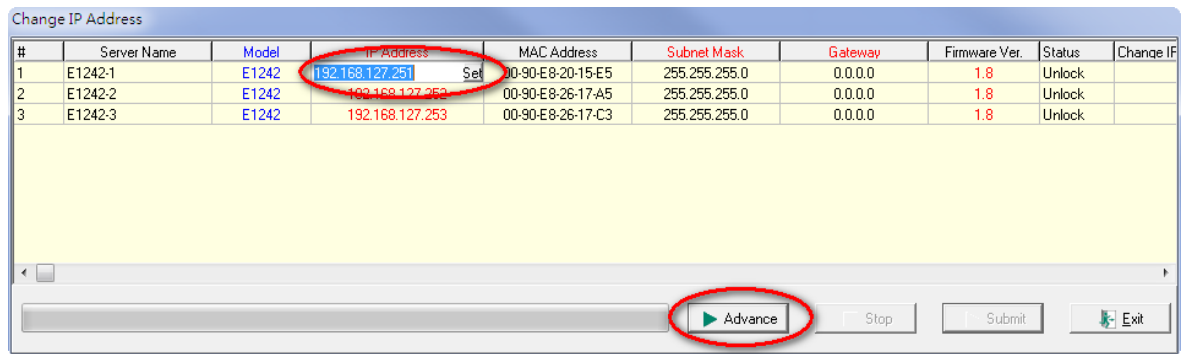 Change IP Address
# Server Name Model IP Address MAC Address Subnet Mask Gateway Firmware Ver. Status Change IP
1 E1242-1 E1242 192.168.127.251 Set 00-90-E8-20-15-E5 255.255.255.0 0.0.0.0 1.8 Unlock
2 E1242-2 E1242 192.168.127.252 00-90-E8-26-17-A5 255.255.255.0 0.0.0.0 1.8 Unlock
3 E1242-3 E1242 192.168.127.253 00-90-E8-26-17-C3 255.255.255.0 0.0.0.0 1.8 Unlock
Advance Stop Submit Exit